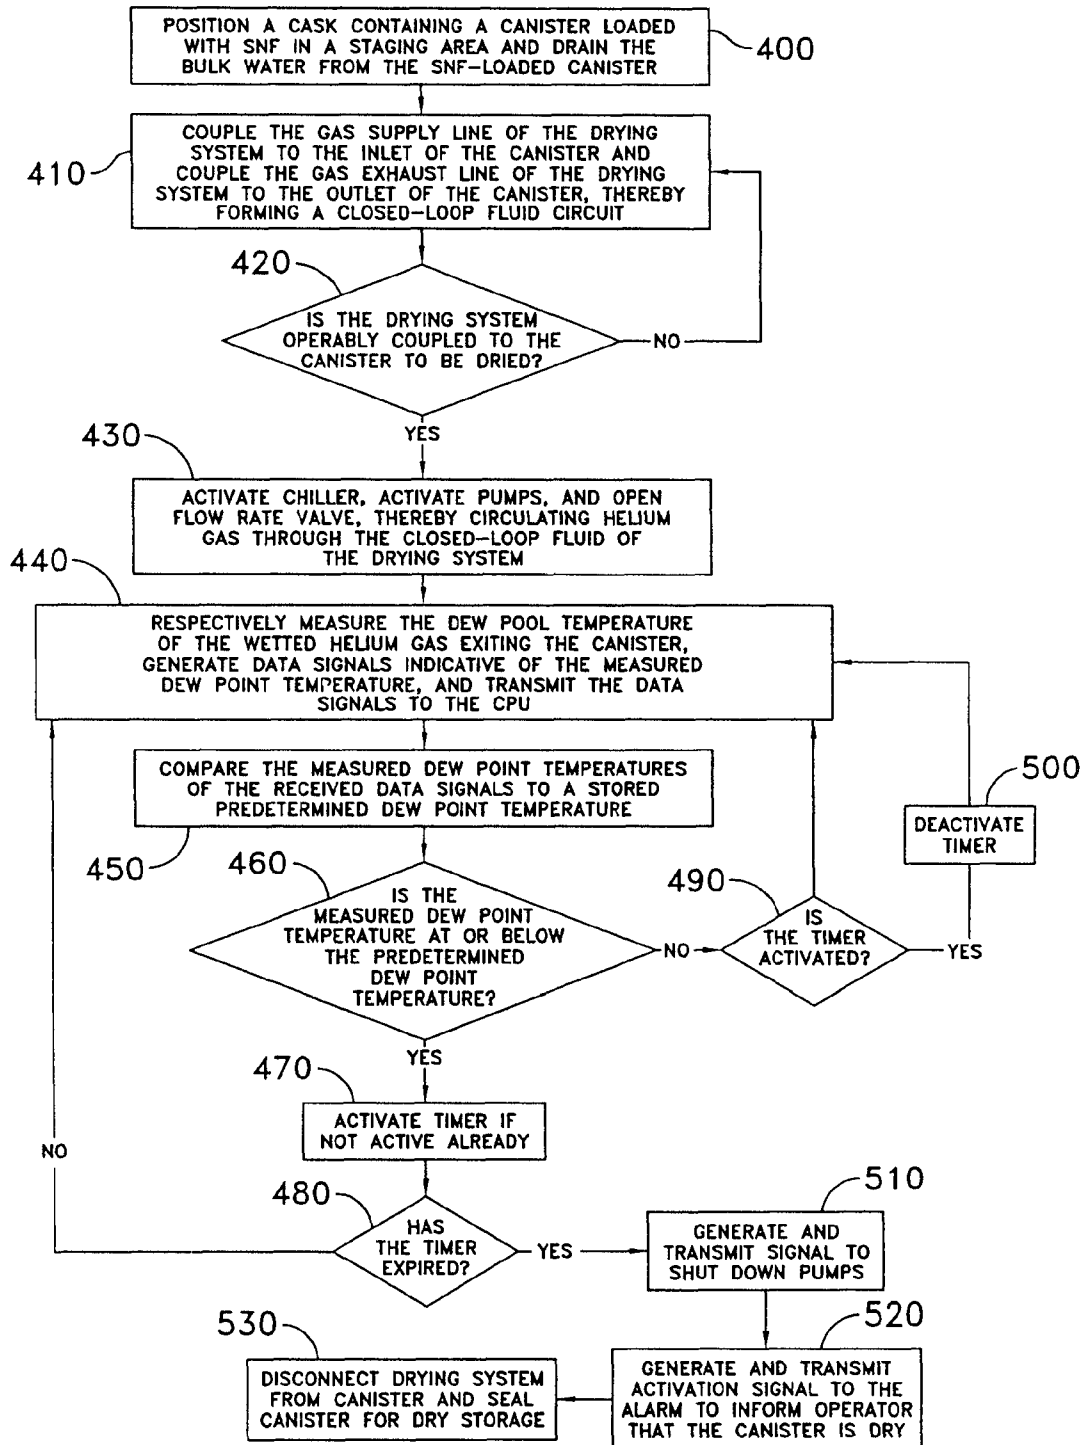 POSITION A CASK CONTAINING A CANISTER LOADED
WITH SNF IN A STAGING AREA AND DRAIN THE
BULK WATER FROM THE SNF-LOADED CANISTER
400
COUPLE THE GAS SUPPLY LINE OF THE DRYING
SYSTEM TO THE INLET OF THE CANISTER AND
COUPLE THE GAS EXHAUST LINE OF THE DRYING
SYSTEM TO THE OUTLET OF THE CANISTER, THEREBY
FORMING A CLOSED-LOOP FLUID CIRCUIT
410
420
IS THE DRYING SYSTEM
OPERABLY COUPLED TO THE
CANISTER TO BE DRIED?
NO
YES
430
ACTIVATE CHILLER, ACTIVATE PUMPS, AND OPEN
FLOW RATE VALVE, THEREBY CIRCULATING HELIUM
GAS THROUGH THE CLOSED-LOOP FLUID OF
THE DRYING SYSTEM
440
RESPECTIVELY MEASURE THE DEW POOL TEMPERATURE
OF THE WETTED HELIUM GAS EXITING THE CANISTER,
GENERATE DATA SIGNALS INDICATIVE OF THE MEASURED
DEW POINT TEMPERATURE, AND TRANSMIT THE DATA
SIGNALS TO THE CPU
COMPARE THE MEASURED DEW POINT TEMPERATURES
OF THE RECEIVED DATA SIGNALS TO A STORED
PREDETERMINED DEW POINT TEMPERATURE
450
500
DEACTIVATE
TIMER
460
IS THE
MEASURED DEW POINT
TEMPERATURE AT OR BELOW
THE PREDETERMINED
DEW POINT
TEMPERATURE?
NO
490
IS
THE TIMER
ACTIVATED?
YES
YES
470
ACTIVATE TIMER IF
NOT ACTIVE ALREADY
NO
480
HAS
THE TIMER
EXPIRED?
YES
510
GENERATE AND
TRANSMIT SIGNAL TO
SHUT DOWN PUMPS
520
GENERATE AND TRANSMIT
ACTIVATION SIGNAL TO THE
ALARM TO INFORM OPERATOR
THAT THE CANISTER IS DRY
530
DISCONNECT DRYING SYSTEM
FROM CANISTER AND SEAL
CANISTER FOR DRY STORAGE